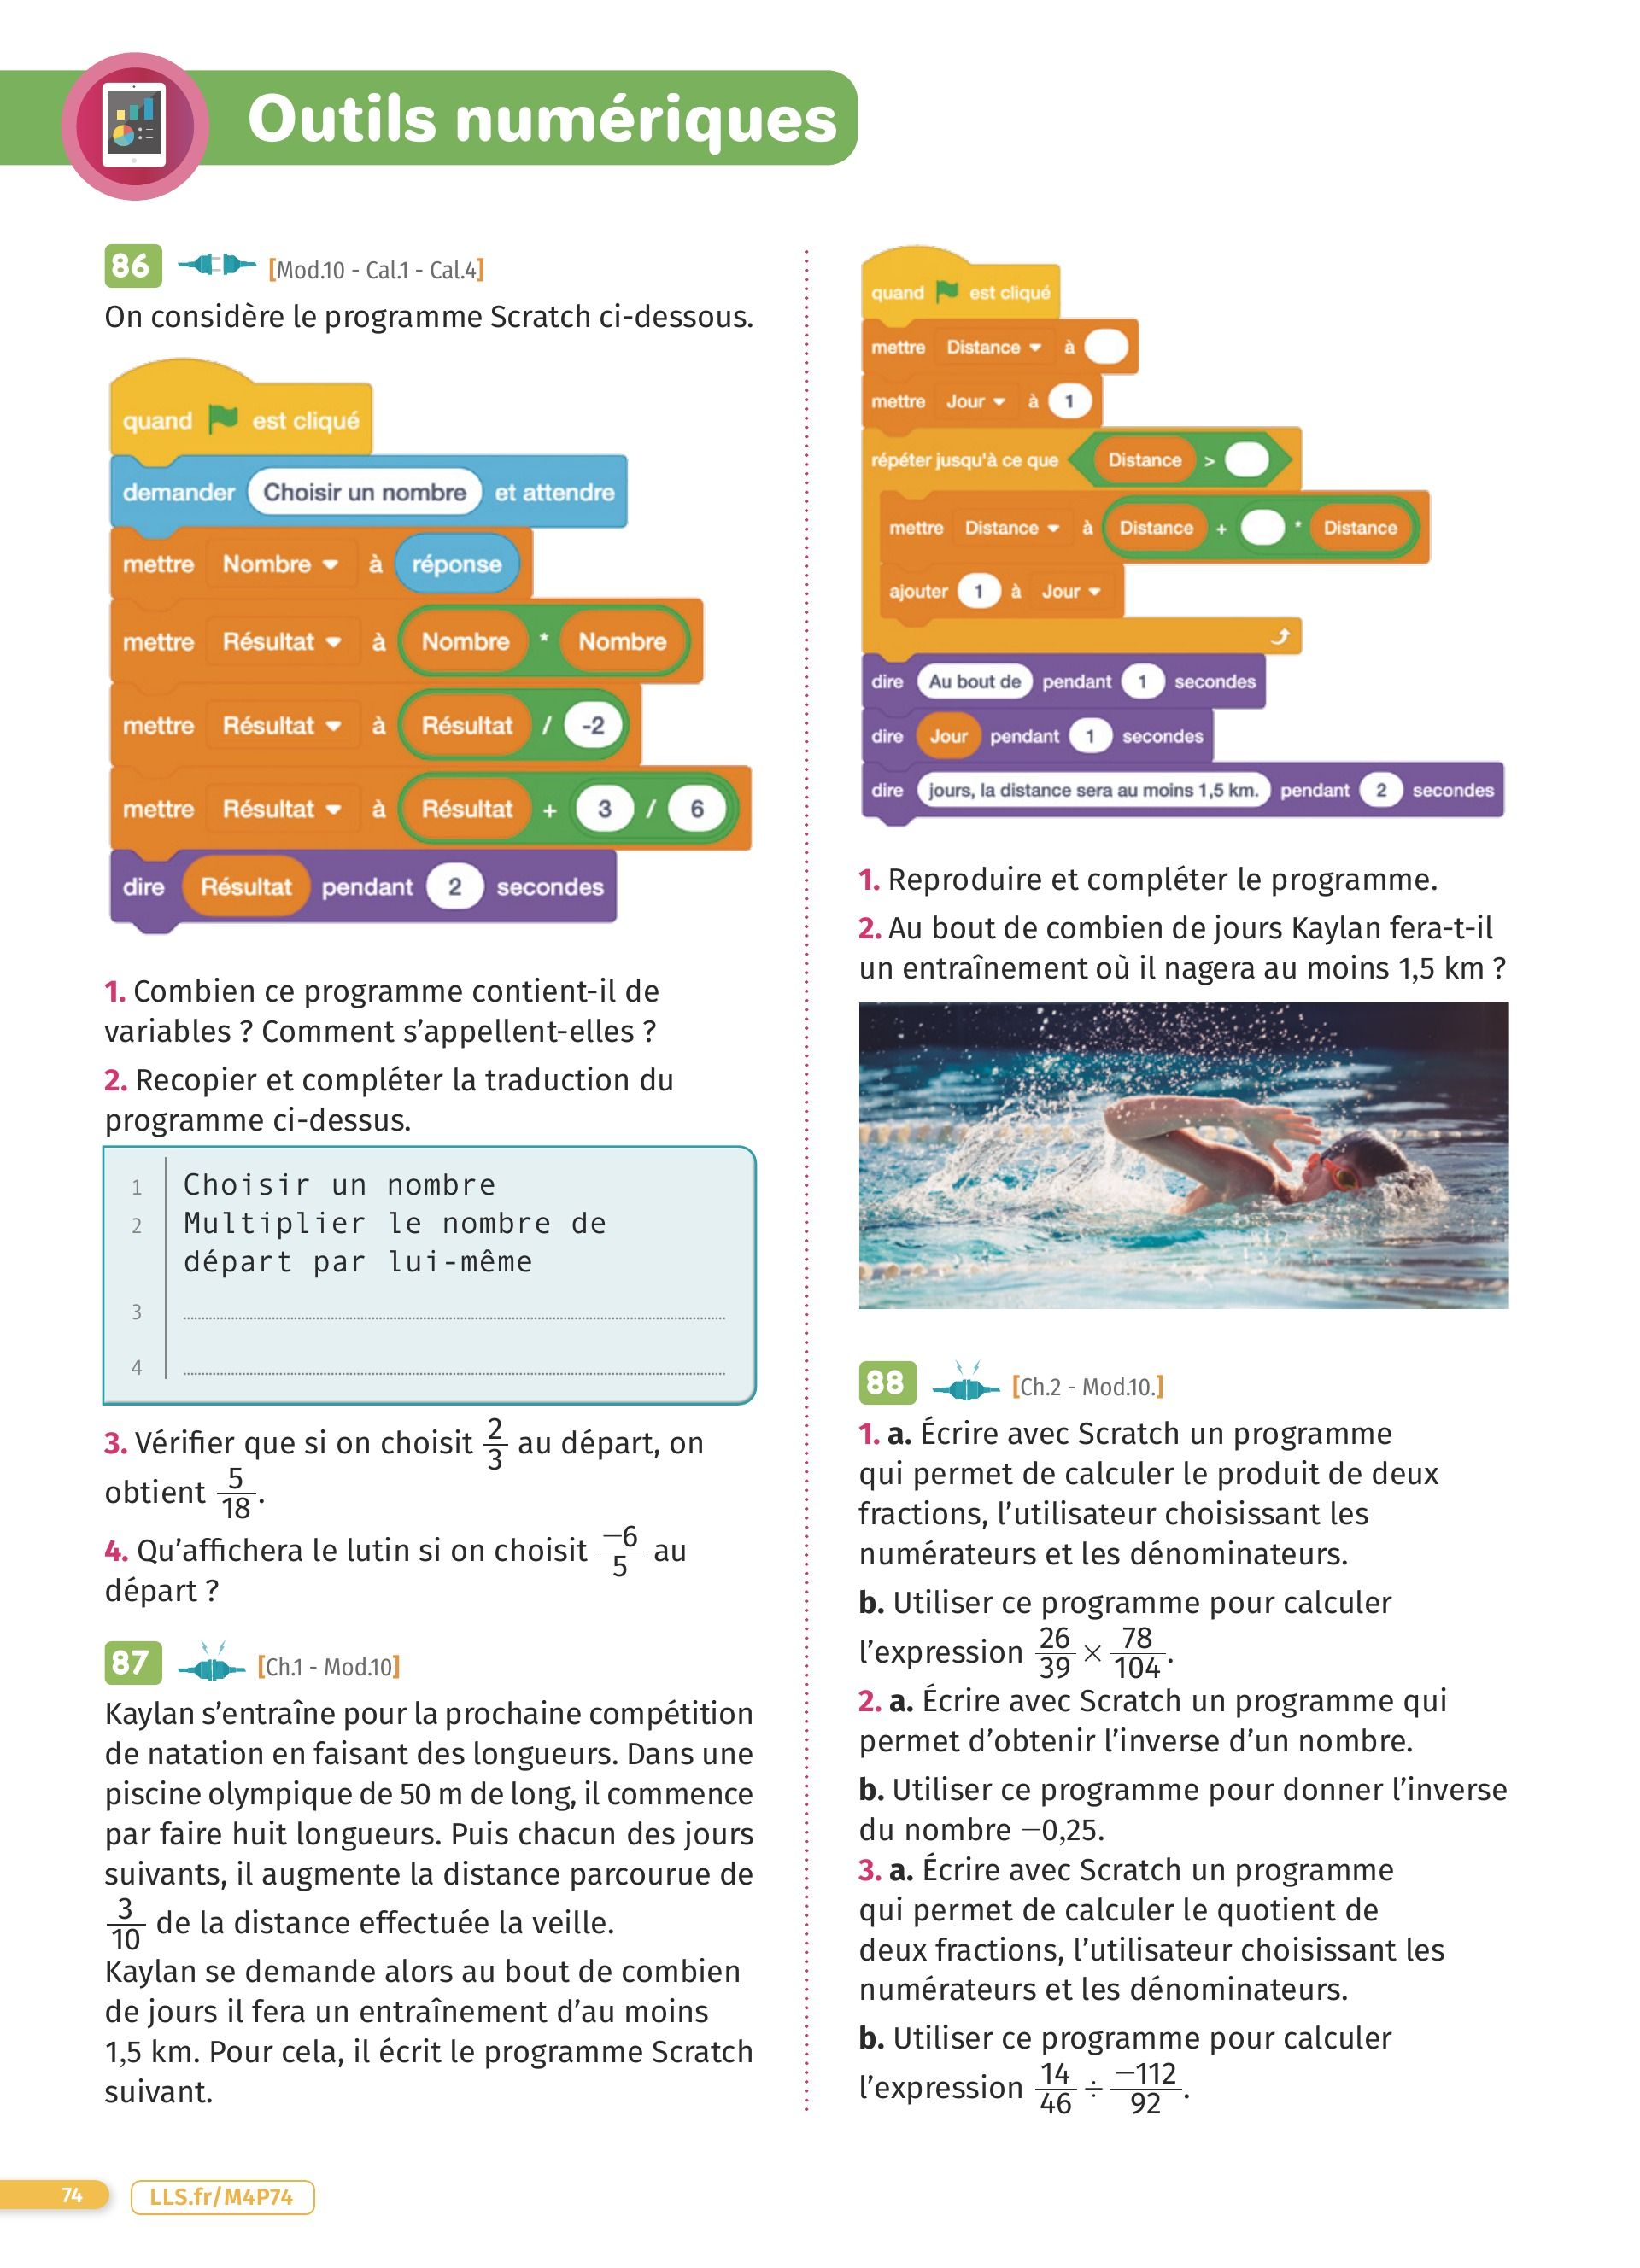 Outils numériques
86 [Mod.10 - Cal.1 - Cal.4]
On considère le programme Scratch ci-dessous.
quand est cliqué
demander Choisir un nombre et attendre
mettre Nombre à réponse
mettre Résultat à Nombre * Nombre
mettre Résultat à Résultat / -2
mettre Résultat à Résultat + 3 / 6
dire Résultat pendant 2 secondes
1. Combien ce programme contient-il de
variables ? Comment s'appellent-elles ?
2. Recopier et compléter la traduction du
programme ci-dessus.
1 Choisir un nombre
2 Multiplier le nombre de
départ par lui-même
3
4
3. Vérifier que si on choisit 2/3 au départ, on
obtient 5/18.
4. Qu'affichera le lutin si on choisit −6/5 au
départ ?
87 [Ch.1 - Mod.10]
Kaylan s'entraîne pour la prochaine compétition
de natation en faisant des longueurs. Dans une
piscine olympique de 50 m de long, il commence
par faire huit longueurs. Puis chacun des jours
suivants, il augmente la distance parcourue de
3/10 de la distance effectuée la veille.
Kaylan se demande alors au bout de combien
de jours il fera un entraînement d'au moins
1,5 km. Pour cela, il écrit le programme Scratch
suivant.
quand est cliqué
mettre Distance à
mettre Jour à 1
répéter jusqu'à ce que Distance >
mettre Distance à Distance + * Distance
ajouter 1 à Jour
dire Au bout de pendant 1 secondes
dire Jour pendant 1 secondes
dire jours, la distance sera au moins 1,5 km. pendant 2 secondes
1. Reproduire et compléter le programme.
2. Au bout de combien de jours Kaylan fera-t-il
un entraînement où il nagera au moins 1,5 km ?
88 [Ch.2 - Mod.10.]
1. a. Écrire avec Scratch un programme
qui permet de calculer le produit de deux
fractions, l'utilisateur choisissant les
numérateurs et les dénominateurs.
b. Utiliser ce programme pour calculer
l'expression 26/39 × 78/104.
2. a. Écrire avec Scratch un programme qui
permet d'obtenir l'inverse d'un nombre.
b. Utiliser ce programme pour donner l'inverse
du nombre −0,25.
3. a. Écrire avec Scratch un programme
qui permet de calculer le quotient de
deux fractions, l'utilisateur choisissant les
numérateurs et les dénominateurs.
b. Utiliser ce programme pour calculer
l'expression 14/46 ÷ −112/92.
74 LLS.fr/M4P74